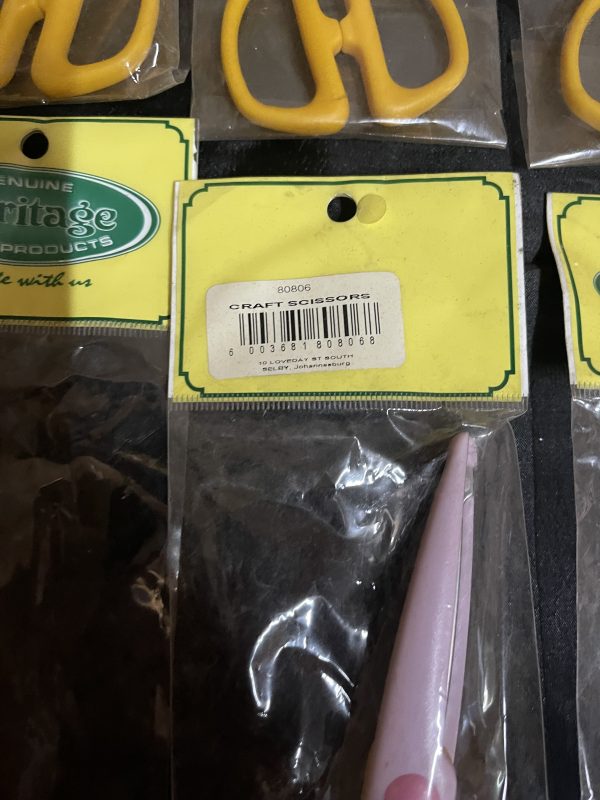 ENUINE
ritage
PRODUCTS
e with us
80806
CRAFT SCISSORS
6 003681 808068
10 LOVEDAY ST SOUTH
SELBY, Johannesburg